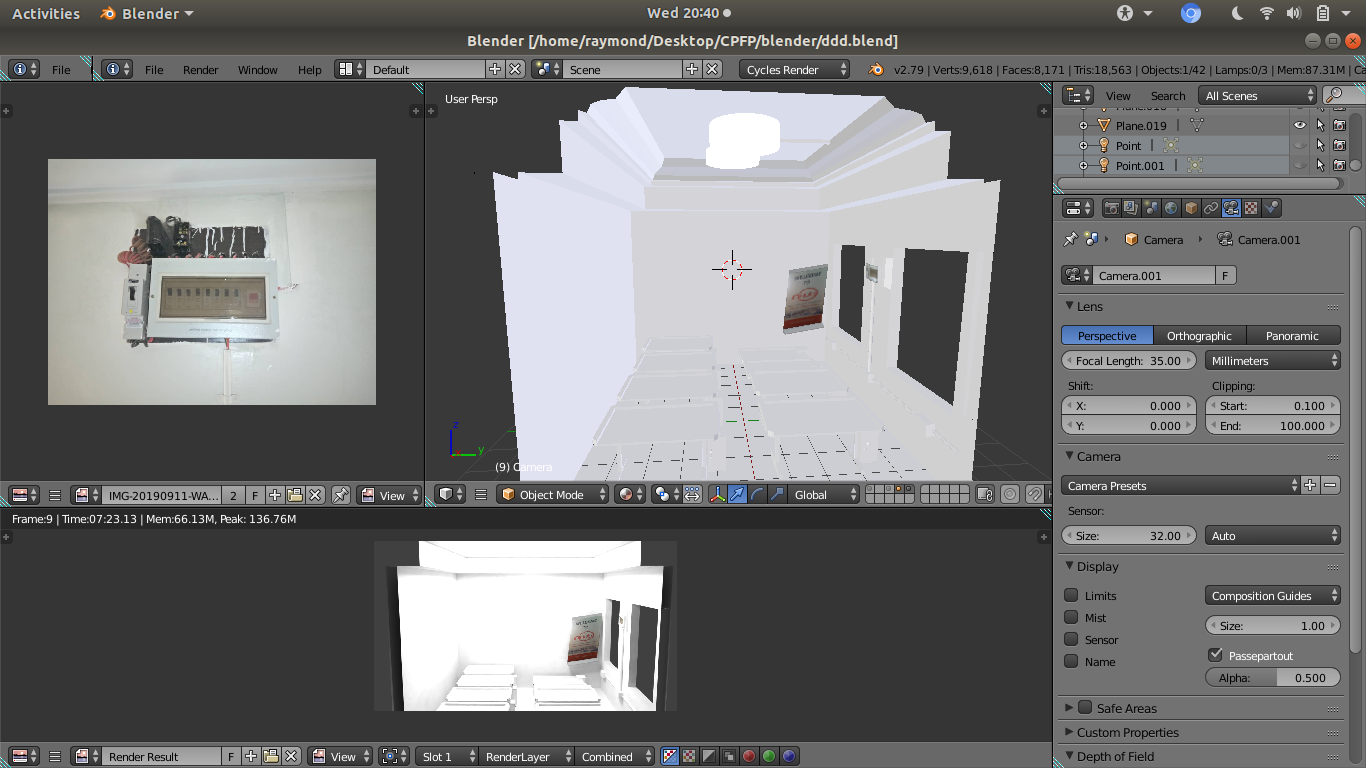 Activities Blender Wed 20:40
Blender [/home/raymond/Desktop/CPFP/blender/ddd.blend]
File File Render Window Help Default Scene Cycles Render v2.79 | Verts:9,618 | Faces:8,171 | Tris:18,563 | Objects:1/42 | Lamps:0/3 | Mem:87.31M | Ca
User Persp
View Search All Scenes
Plane.019
Point
Point.001
Camera Camera.001
Camera.001 F
Lens
Perspective Orthographic Panoramic
Focal Length: 35.00 Millimeters
Shift: Clipping:
X: 0.000 Start: 0.100
Y: 0.000 End: 100.000
Camera
Camera Presets
Sensor:
Size: 32.00 Auto
Display
Limits Composition Guides
Mist Size: 1.00
Sensor Passepartout
Name Alpha: 0.500
Safe Areas
Custom Properties
Depth of Field
z
y
(9) Camera
IMG-20190911-WA... 2 F View Object Mode Global
Frame:9 | Time:07:23.13 | Mem:66.13M, Peak: 136.76M
Render Result F View Slot 1 RenderLayer Combined